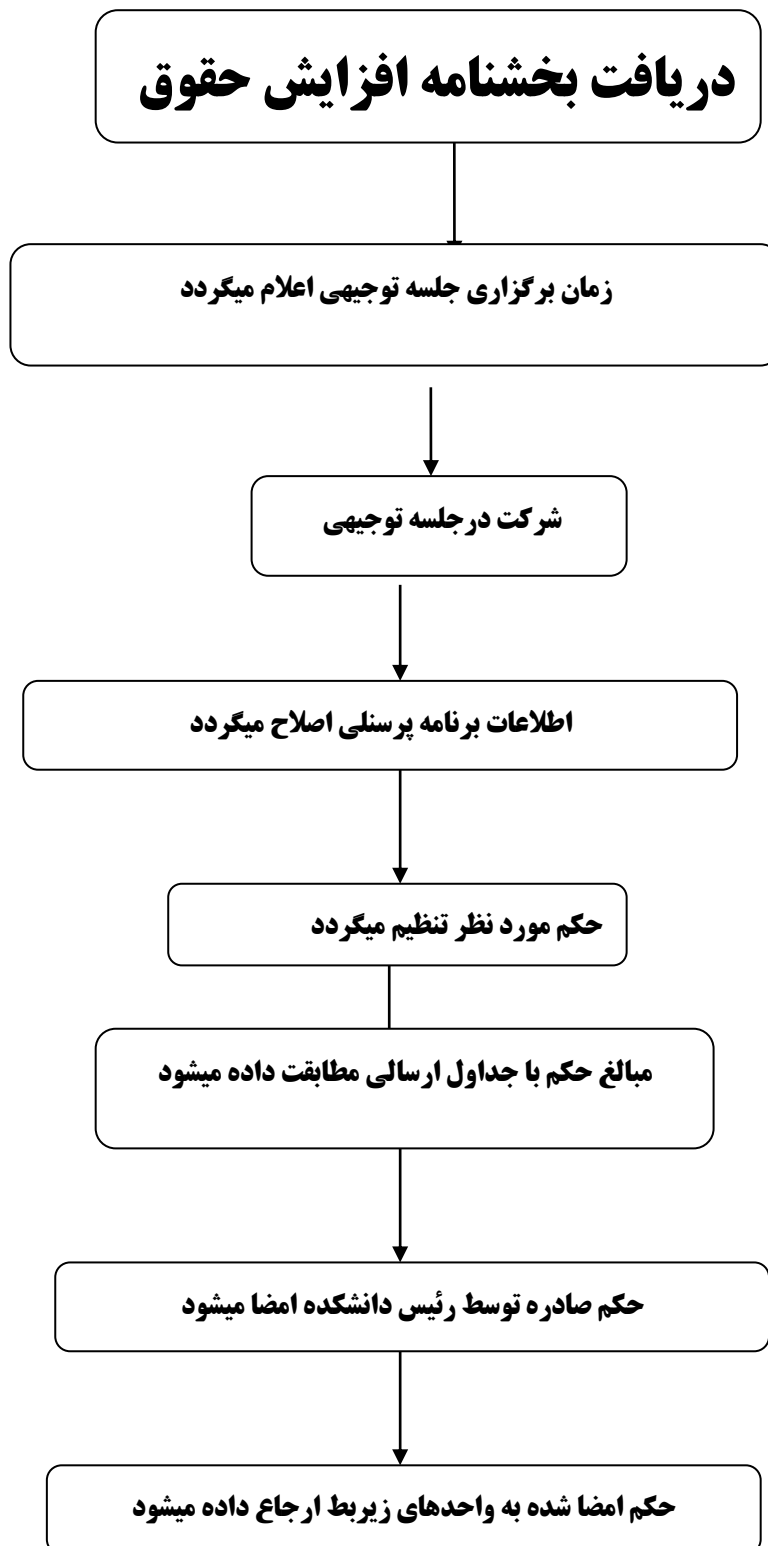 دریافت بخشنامه افزایش حقوق
زمان برگزاری جلسه توجیهی اعلام میگردد
شرکت درجلسه توجیهی
اطلاعات برنامه پرسنلی اصلاح میگردد
حکم مورد نظر تنظیم میگردد
مبالغ حکم با جداول ارسالی مطابقت داده میشود
حکم صادره توسط رئیس دانشکده امضا میشود
حکم امضا شده به واحدهای زیربط ارجاع داده میشود